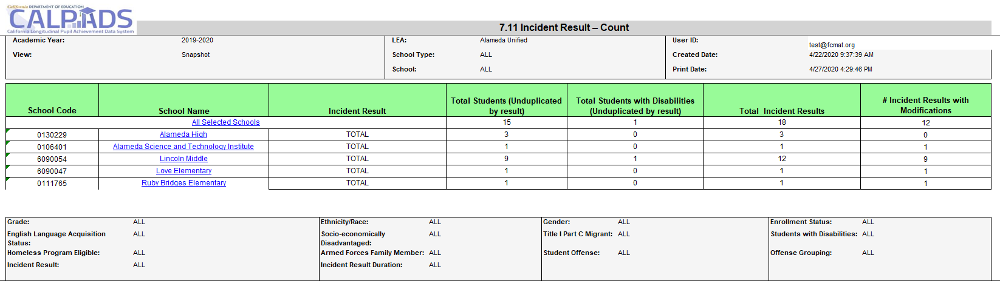 California DEPARTMENT OF EDUCATION
CALPADS
California Longitudinal Pupil Achievement Data System
7.11 Incident Result – Count
Academic Year: 2019-2020 LEA: Alameda Unified User ID: test@fcmat.org
View: Snapshot School Type: ALL Created Date: 4/22/2020 9:37:39 AM
School: ALL Print Date: 4/27/2020 4:29:46 PM
School Code School Name Incident Result Total Students (Unduplicated by result) Total Students with Disabilities (Unduplicated by result) Total Incident Results # Incident Results with Modifications
All Selected Schools 15 1 18 12
0130229 Alameda High TOTAL 3 0 3 0
0106401 Alameda Science and Technology Institute TOTAL 1 0 1 1
6090054 Lincoln Middle TOTAL 9 1 12 9
6090047 Love Elementary TOTAL 1 0 1 1
0111765 Ruby Bridges Elementary TOTAL 1 0 1 1
Grade: ALL Ethnicity/Race: ALL Gender: ALL Enrollment Status: ALL
English Language Acquisition Status: ALL Socio-economically Disadvantaged: ALL Title I Part C Migrant: ALL Students with Disabilities: ALL
Homeless Program Eligible: ALL Armed Forces Family Member: ALL Student Offense: ALL Offense Grouping: ALL
Incident Result: ALL Incident Result Duration: ALL